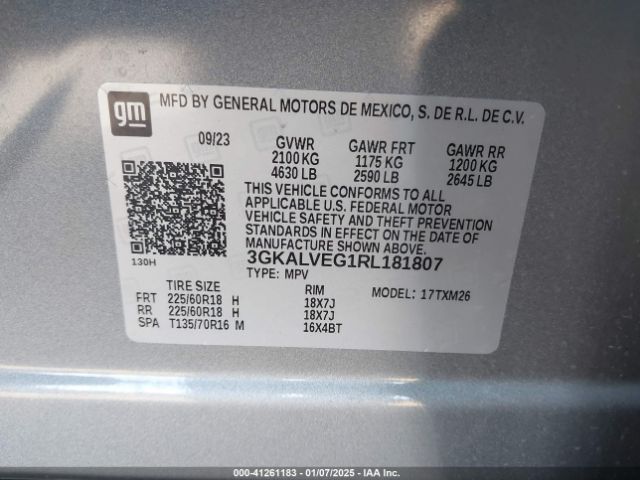 gm
MFD BY GENERAL MOTORS DE MEXICO, S. DE R.L. DE C.V.
09/23 GVWR GAWR FRT GAWR RR
2100 KG 1175 KG 1200 KG
4630 LB 2590 LB 2645 LB
THIS VEHICLE CONFORMS TO ALL
APPLICABLE U.S. FEDERAL MOTOR
VEHICLE SAFETY AND THEFT PREVENTION
STANDARDS IN EFFECT ON THE DATE OF
MANUFACTURE SHOWN ABOVE.
130H 3GKALVEG1RL181807
TYPE: MPV
TIRE SIZE RIM MODEL: 17TXM26
FRT 225/60R18 H 18X7J
RR 225/60R18 H 18X7J
SPA T135/70R16 M 16X4BT
000-41261183 - 01/07/2025 - IAA Inc.